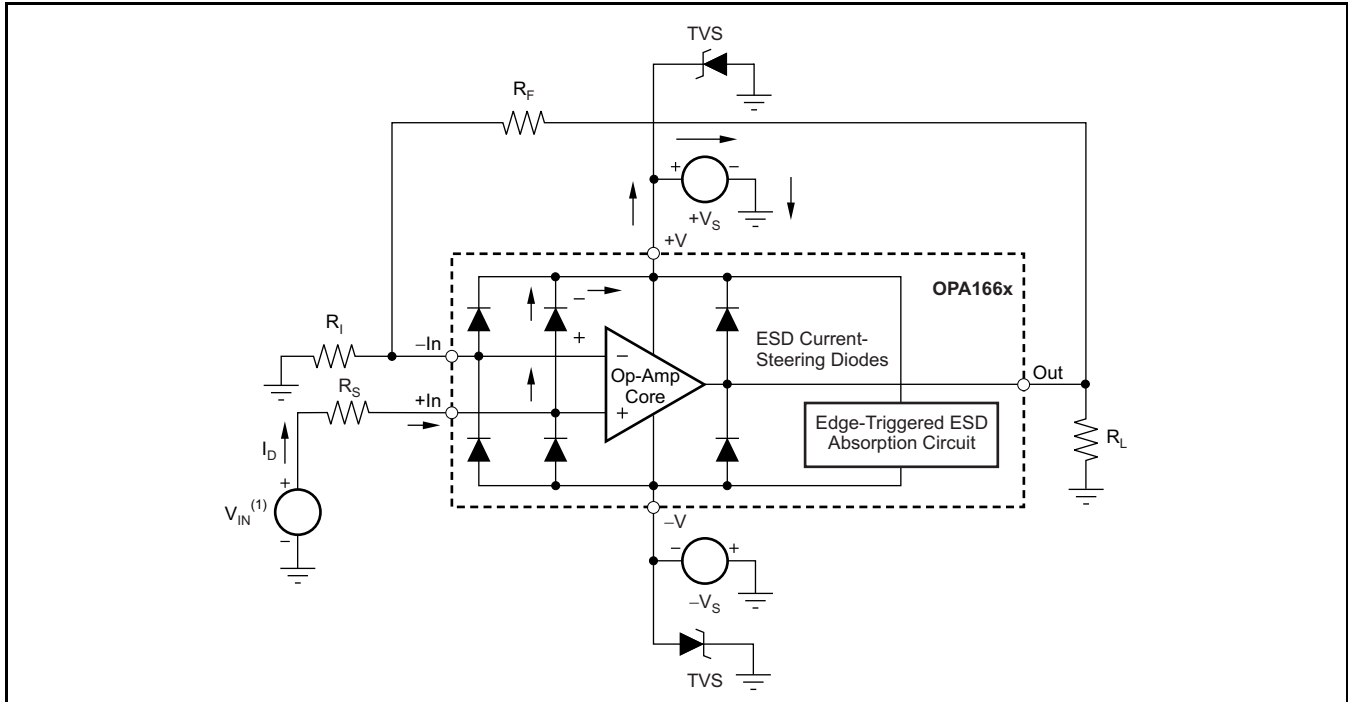 TVS
R_F
+ −
+V_S
+V
OPA166x
−
+
R_I
−In
ESD Current-
Steering Diodes
−
Op-Amp
Core
+
Out
R_S
+In
Edge-Triggered ESD
Absorption Circuit
R_L
I_D
+
V_IN^(1)
−
−V
− +
−V_S
TVS